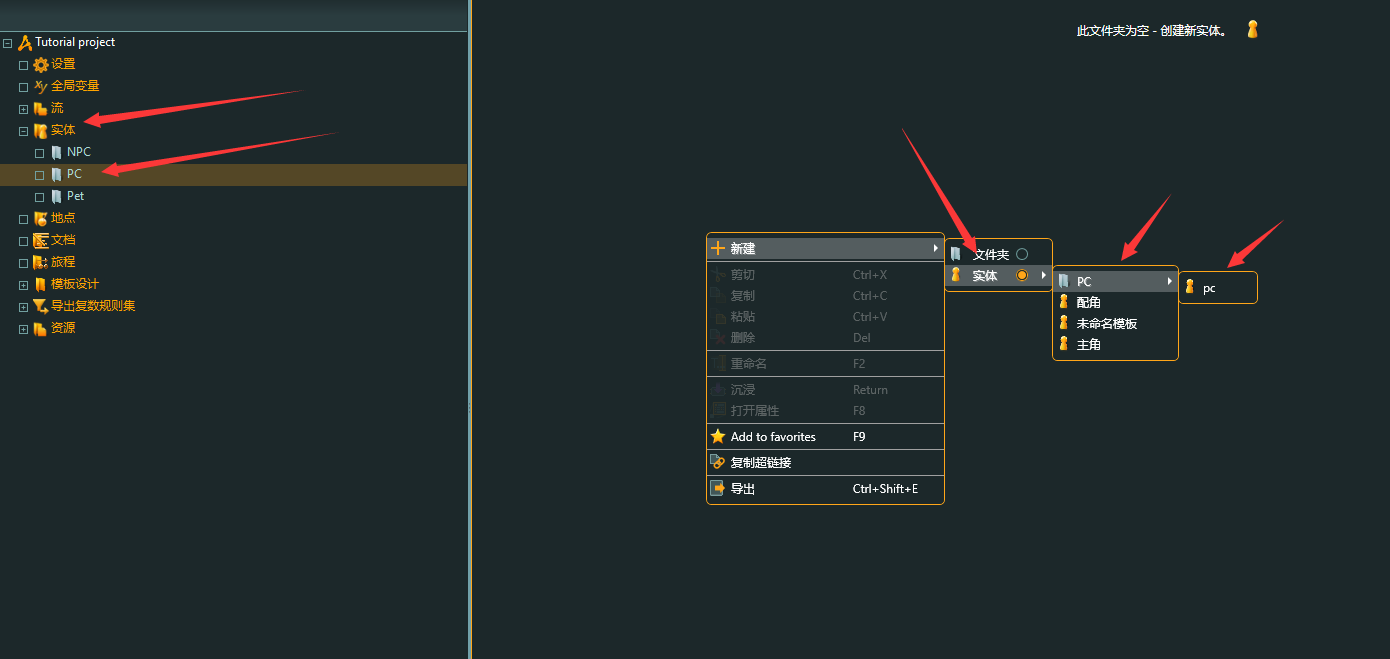 Tutorial project
设置
全局变量
流
实体
NPC
PC
Pet
地点
文档
旅程
模板设计
导出复数规则集
资源
此文件夹为空 - 创建新实体。
新建
剪切 Ctrl+X
复制 Ctrl+C
粘贴 Ctrl+V
删除 Del
重命名 F2
沉浸 Return
打开属性 F8
Add to favorites F9
复制超链接
导出 Ctrl+Shift+E
文件夹
实体
PC
配角
未命名模板
主角
pc